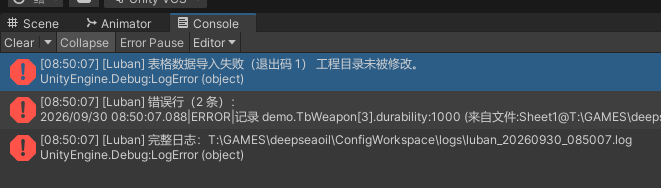 Unity VCS
Scene Animator Console
Clear Collapse Error Pause Editor
[08:50:07] [Luban] 表格数据导入失败（退出码 1） 工程目录未被修改。
UnityEngine.Debug:LogError (object)
[08:50:07] [Luban] 错误行（2 条）:
2026/09/30 08:50:07.088|ERROR|记录 demo.TbWeapon[3].durability:1000 (来自文件:Sheet1@T:\GAMES\deeps
[08:50:07] [Luban] 完整日志：T:\GAMES\deepseaoil\ConfigWorkspace\logs\luban_20260930_085007.log
UnityEngine.Debug:LogError (object)